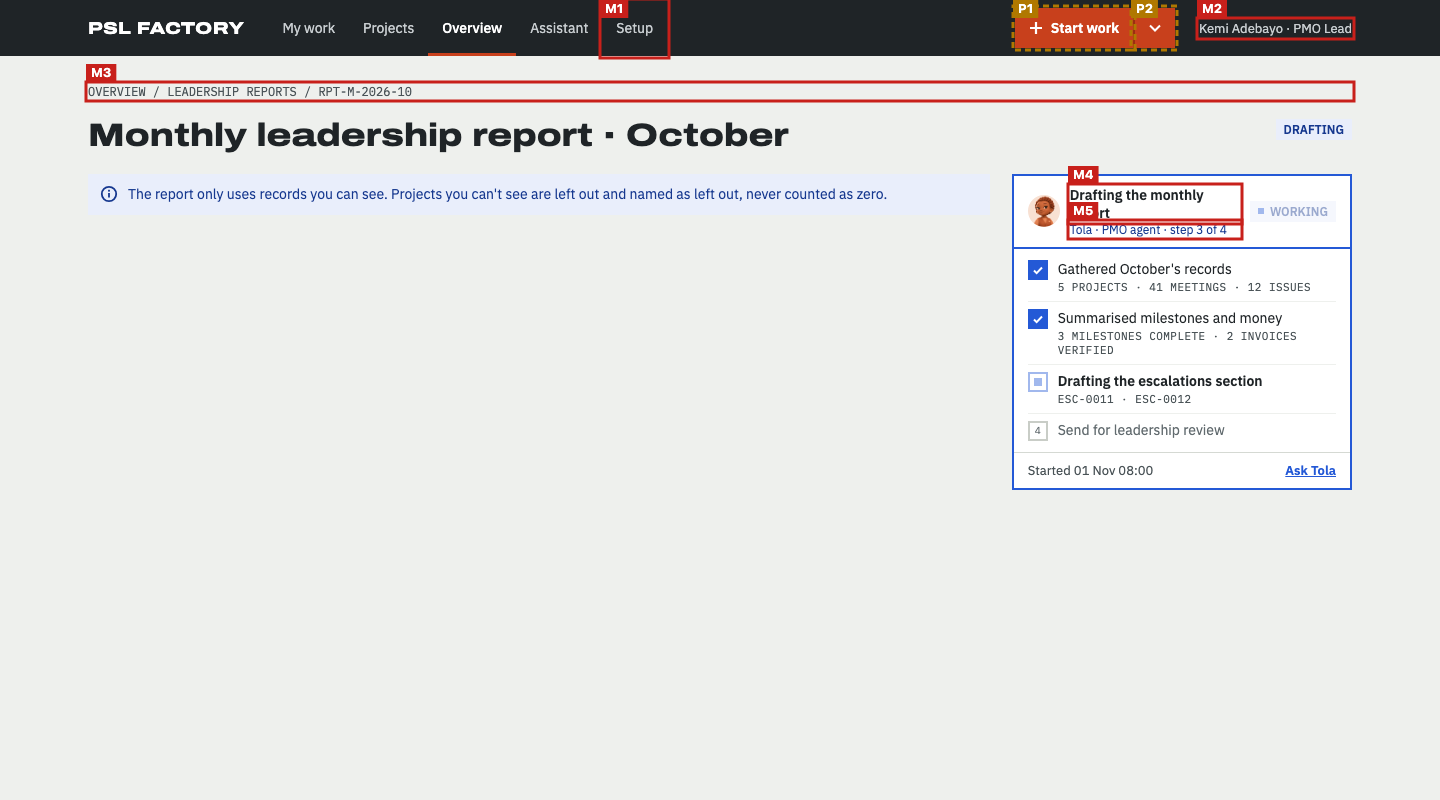 PSL FACTORY
My work
Projects
Overview
Assistant
M1
Setup
P1
P2
Start work
M2
Kemi Adebayo · PMO Lead
M3
OVERVIEW / LEADERSHIP REPORTS / RPT-M-2026-10
Monthly leadership report · October
DRAFTING
The report only uses records you can see. Projects you can't see are left out and named as left out, never counted as zero.
M4
Drafting the monthly
M5
Tola · PMO agent · step 3 of 4
WORKING
Gathered October's records
5 PROJECTS · 41 MEETINGS · 12 ISSUES
Summarised milestones and money
3 MILESTONES COMPLETE · 2 INVOICES
VERIFIED
Drafting the escalations section
ESC-0011 · ESC-0012
4
Send for leadership review
Started 01 Nov 08:00
Ask Tola